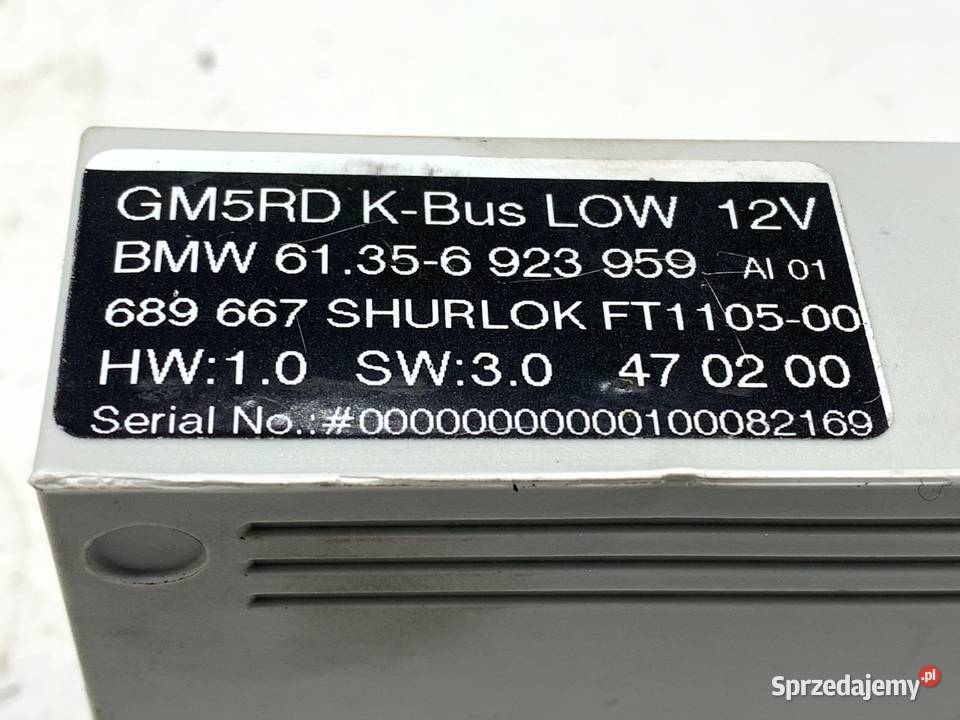 GM5RD K-Bus LOW 12V
BMW 61.35-6 923 959 AI 01
689 667 SHURLOK FT1105-00
HW:1.0 SW:3.0 47 02 00
Serial No.:#00000000000100082169
Sprzedajemy.pl